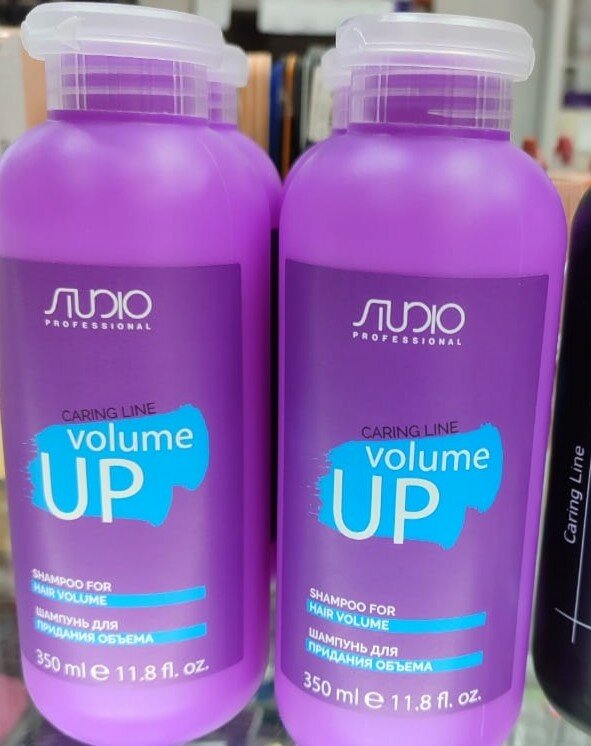 STUDIO
PROFESSIONAL
CARING LINE
volume
UP
SHAMPOO FOR
HAIR VOLUME
ШАМПУНЬ ДЛЯ
ПРИДАНИЯ ОБЪЕМА
350 ml e 11.8 fl. oz.
STUDIO
PROFESSIONAL
CARING LINE
volume
UP
SHAMPOO FOR
HAIR VOLUME
ШАМПУНЬ ДЛЯ
ПРИДАНИЯ ОБЪЕМА
350 ml e 11.8 fl. oz.
Caring Line